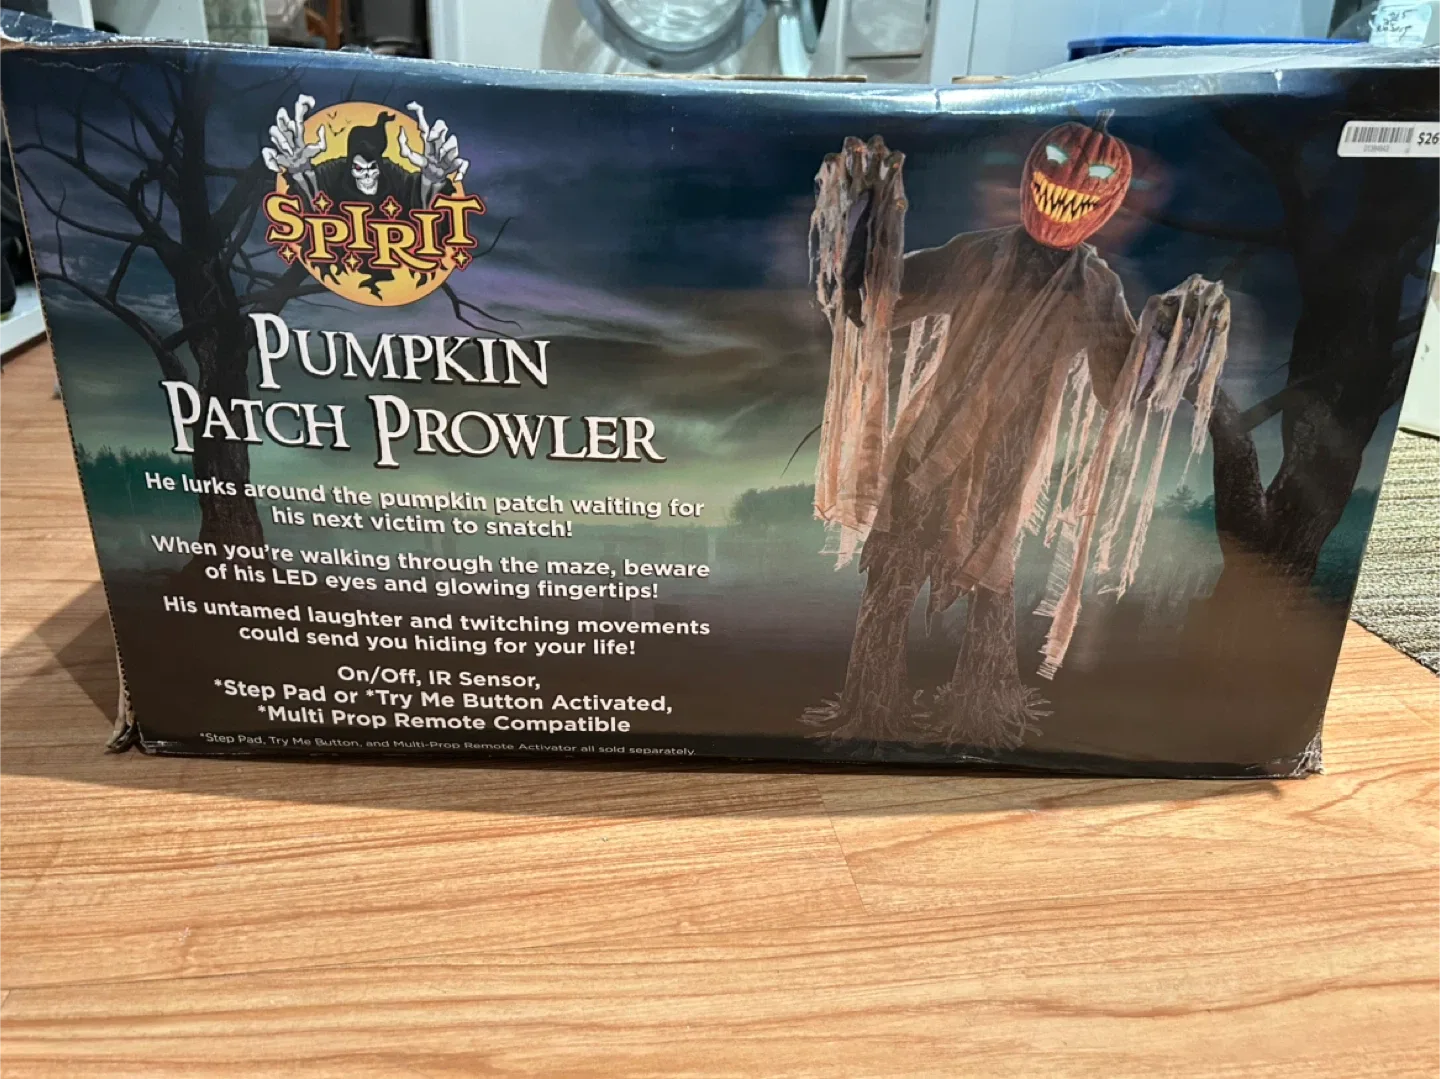 SPIRIT
PUMPKIN
PATCH PROWLER
He lurks around the pumpkin patch waiting for
his next victim to snatch!
When you're walking through the maze, beware
of his LED eyes and glowing fingertips!
His untamed laughter and twitching movements
could send you hiding for your life!
On/Off, IR Sensor,
*Step Pad or *Try Me Button Activated,
*Multi Prop Remote Compatible
*Step Pad, Try Me Button, and Multi-Prop Remote Activator all sold separately.
$26